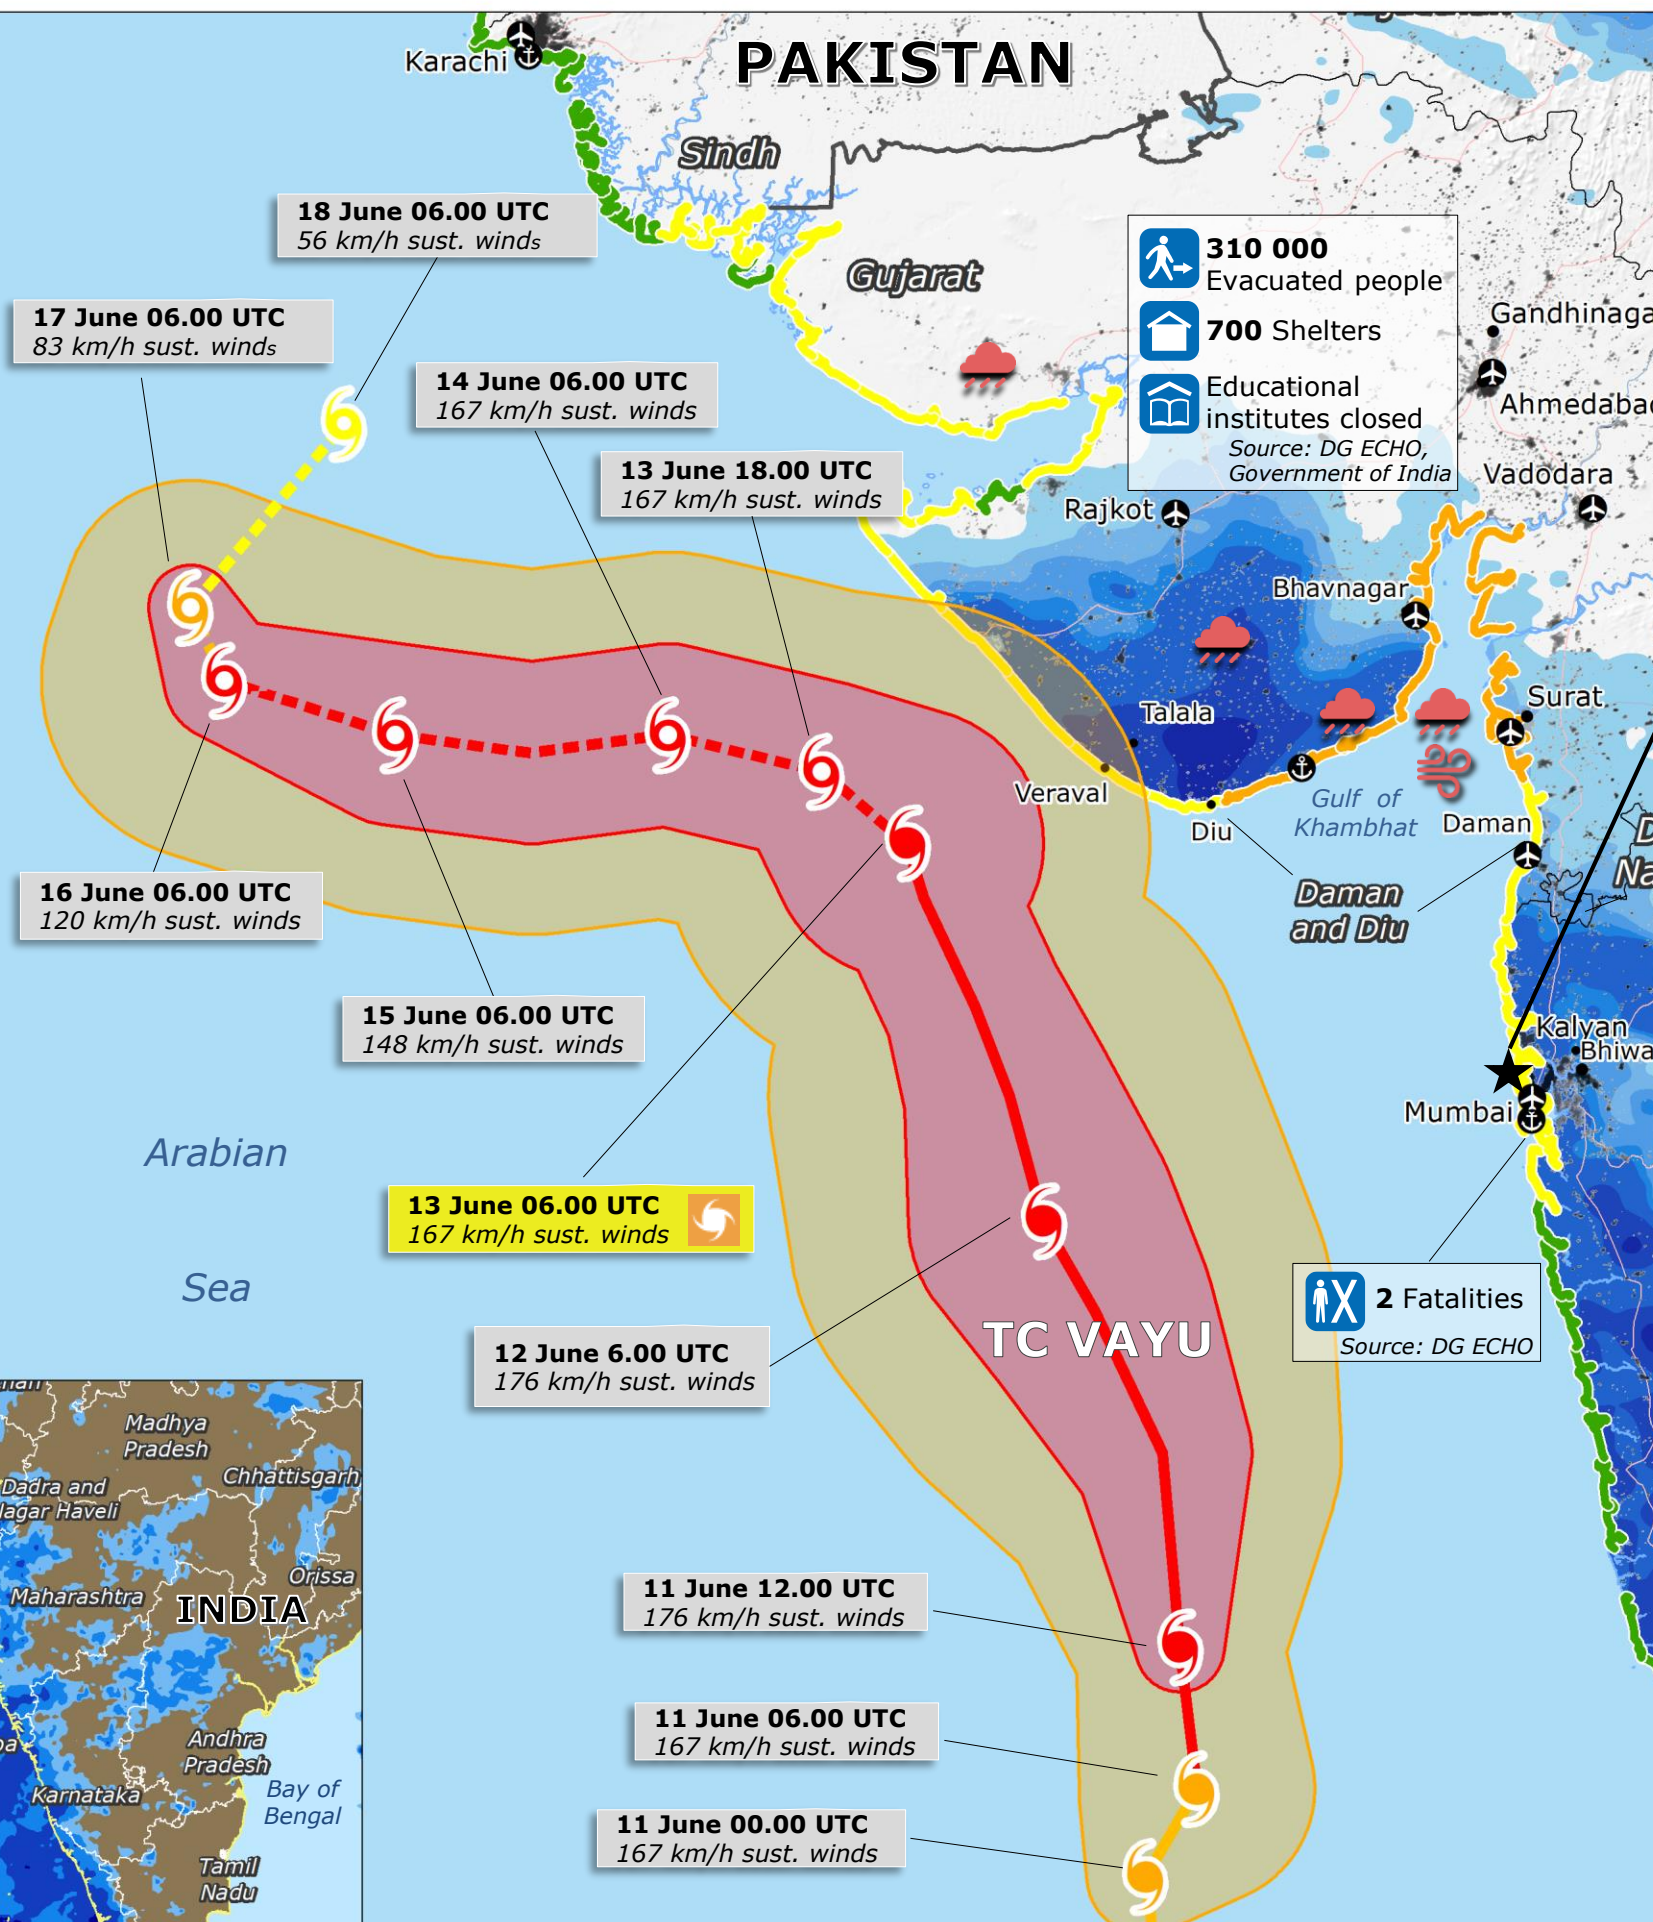 PAKISTAN
Karachi
Sindh
18 June 06.00 UTC
56 km/h sust. winds
Gujarat
310 000
Evacuated people
700 Shelters
Educational
institutes closed
Source: DG ECHO,
Government of India
17 June 06.00 UTC
83 km/h sust. winds
14 June 06.00 UTC
167 km/h sust. winds
13 June 18.00 UTC
167 km/h sust. winds
Gandhinaga
Ahmedabad
Vadodara
Rajkot
Bhavnagar
Surat
Talala
Veraval
Diu
Gulf of
Khambhat
Daman
D
Na
Daman
and Diu
16 June 06.00 UTC
120 km/h sust. winds
15 June 06.00 UTC
148 km/h sust. winds
Kalyan
Bhiwa
Mumbai
Arabian
Sea
13 June 06.00 UTC
167 km/h sust. winds
2 Fatalities
Source: DG ECHO
12 June 6.00 UTC
176 km/h sust. winds
TC VAYU
11 June 12.00 UTC
176 km/h sust. winds
11 June 06.00 UTC
167 km/h sust. winds
11 June 00.00 UTC
167 km/h sust. winds
Madhya
Pradesh
Chhattisgarh
Dadra and
Nagar Haveli
Orissa
Maharashtra
INDIA
Andhra
Pradesh
Karnataka
Bay of
Bengal
Tamil
Nadu